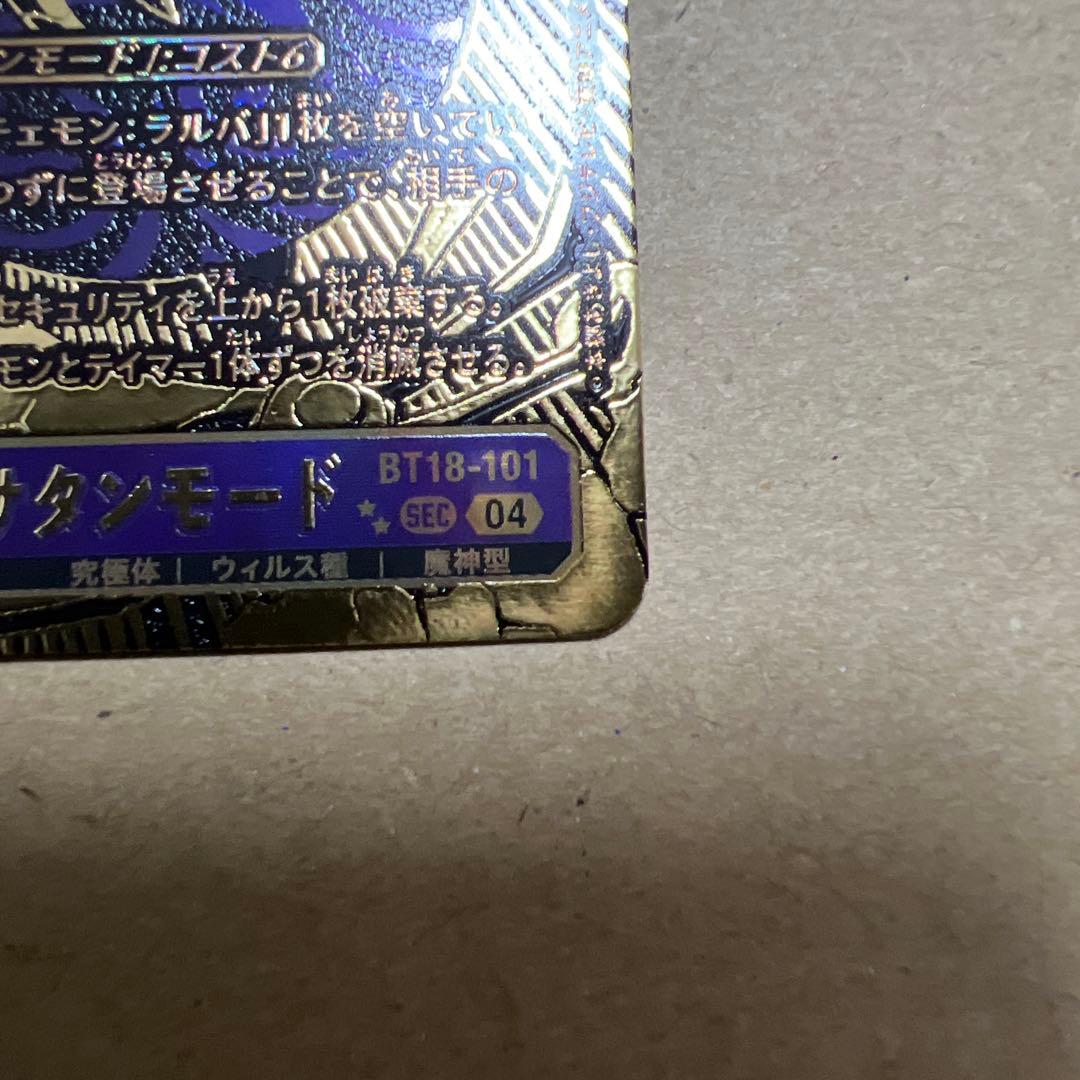 ンモード]:コスト6
チェモン:ラルバ]1枚を空いてい
わずに登場させることで、相手の
セキュリティを上から1枚破棄する。
モンとテイマー1体ずつを消滅させる。
サタンモード BT18-101
SEC 04
究極体 | ウィルス種 | 魔神型